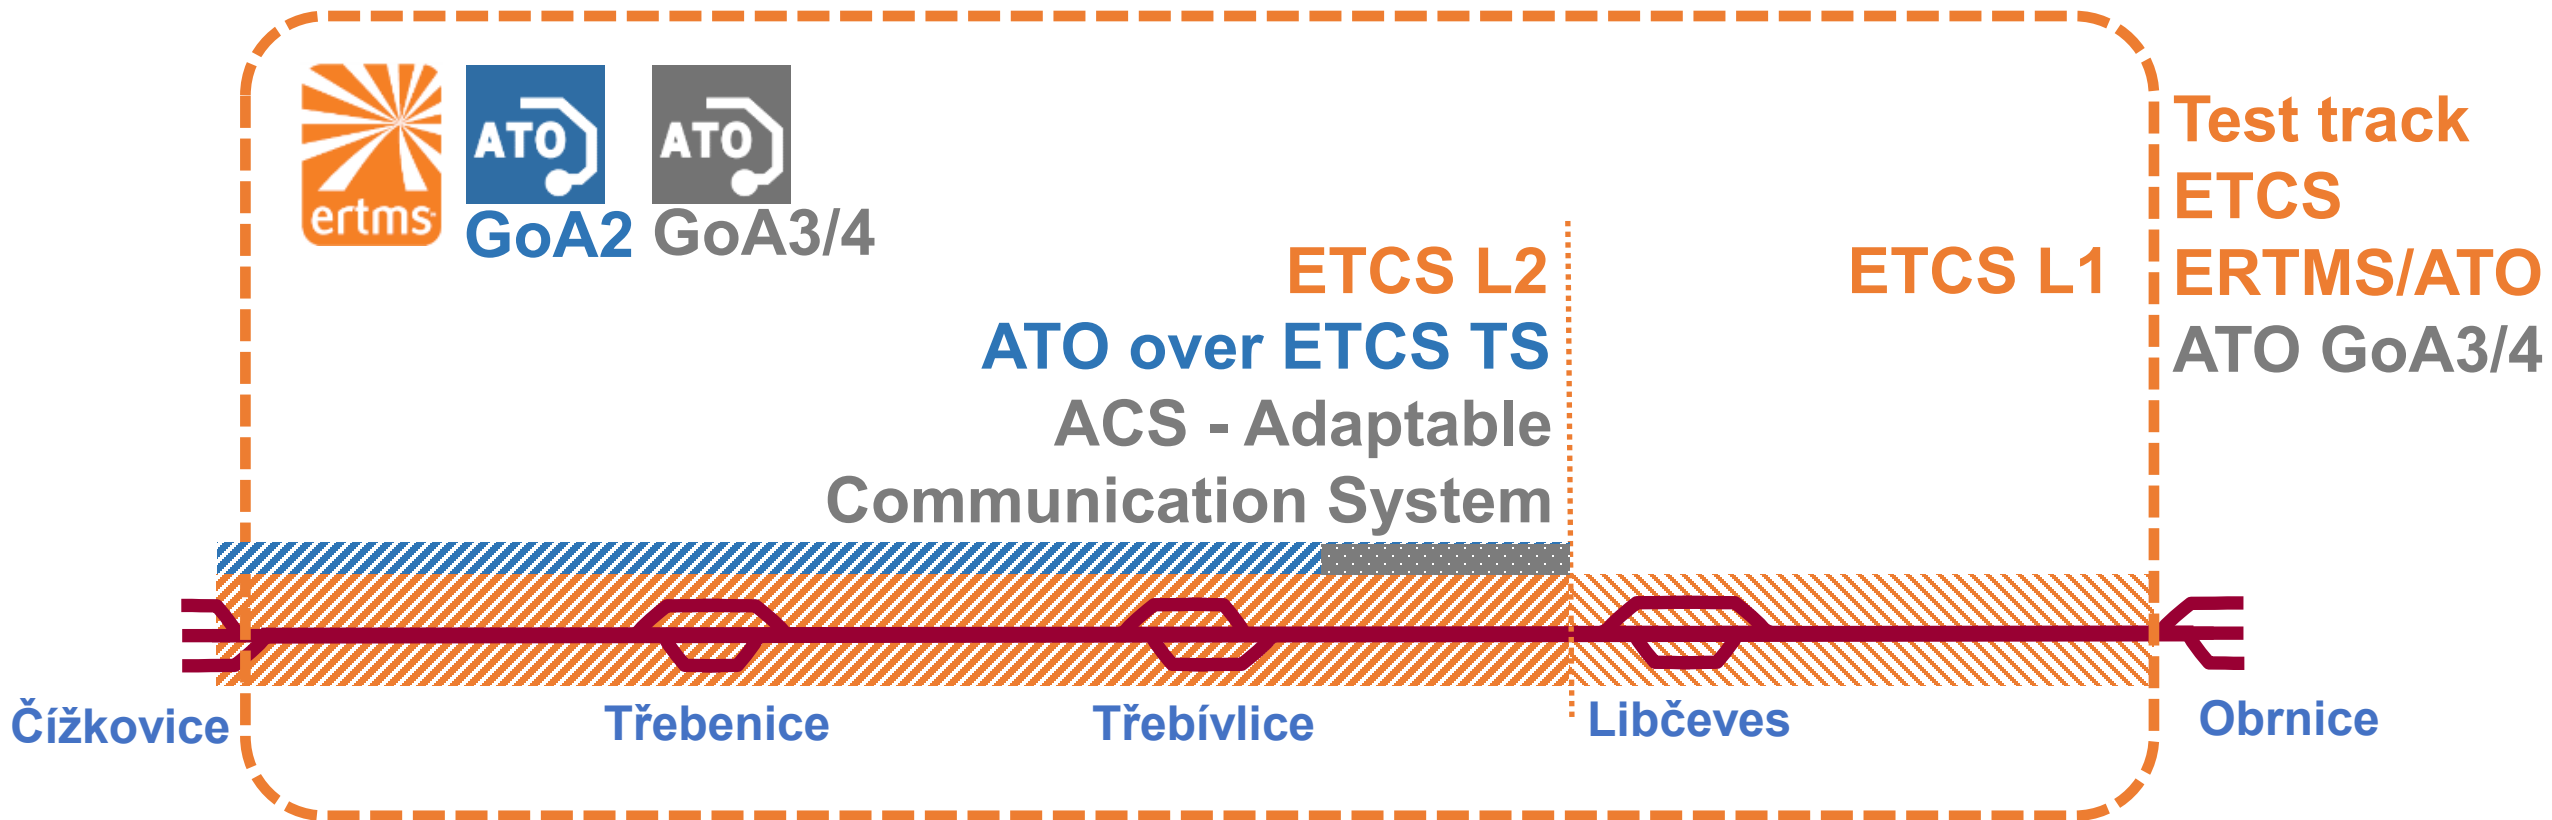 ertms
ATO
GoA2
ATO
GoA3/4
ETCS L2
ATO over ETCS TS
ACS - Adaptable
Communication System
ETCS L1
Test track
ETCS
ERTMS/ATO
ATO GoA3/4
Čížkovice
Třebenice
Třebívlice
Libčeves
Obrnice